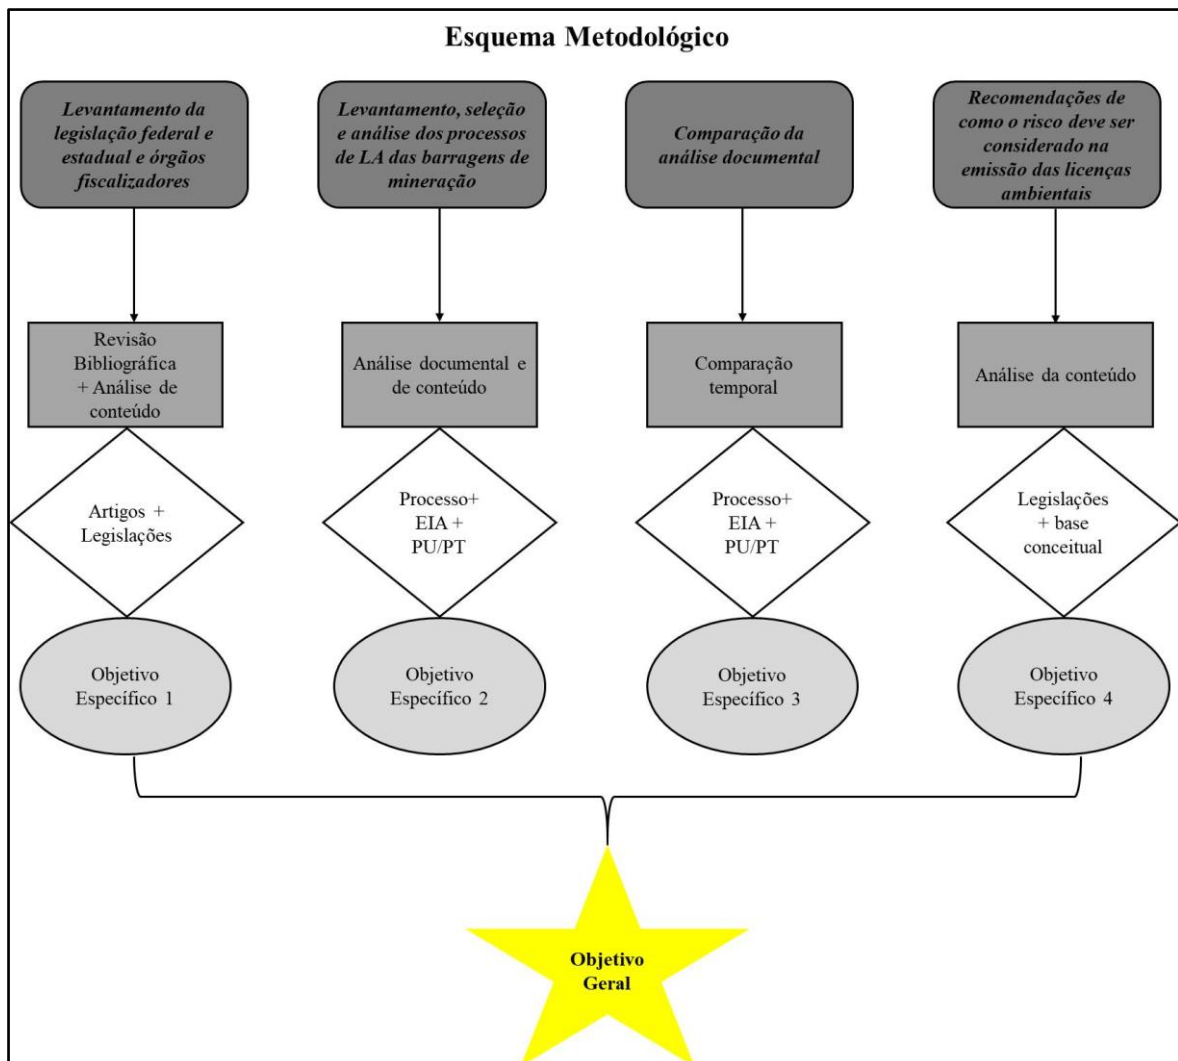 Esquema Metodológico
Levantamento da
legislação federal e
estadual e órgãos
fiscalizadores
Levantamento, seleção
e análise dos processos
de LA das barragens de
mineração
Comparação da
análise documental
Recomendações de
como o risco deve ser
considerado na
emissão das licenças
ambientais
Revisão
Bibliográfica
+ Análise de
conteúdo
Análise documental e
de conteúdo
Comparação
temporal
Análise da conteúdo
Artigos +
Legislações
Processo+
EIA +
PU/PT
Processo+
EIA +
PU/PT
Legislações
+ base
conceitual
Objetivo
Específico 1
Objetivo
Específico 2
Objetivo
Específico 3
Objetivo
Específico 4
Objetivo
Geral